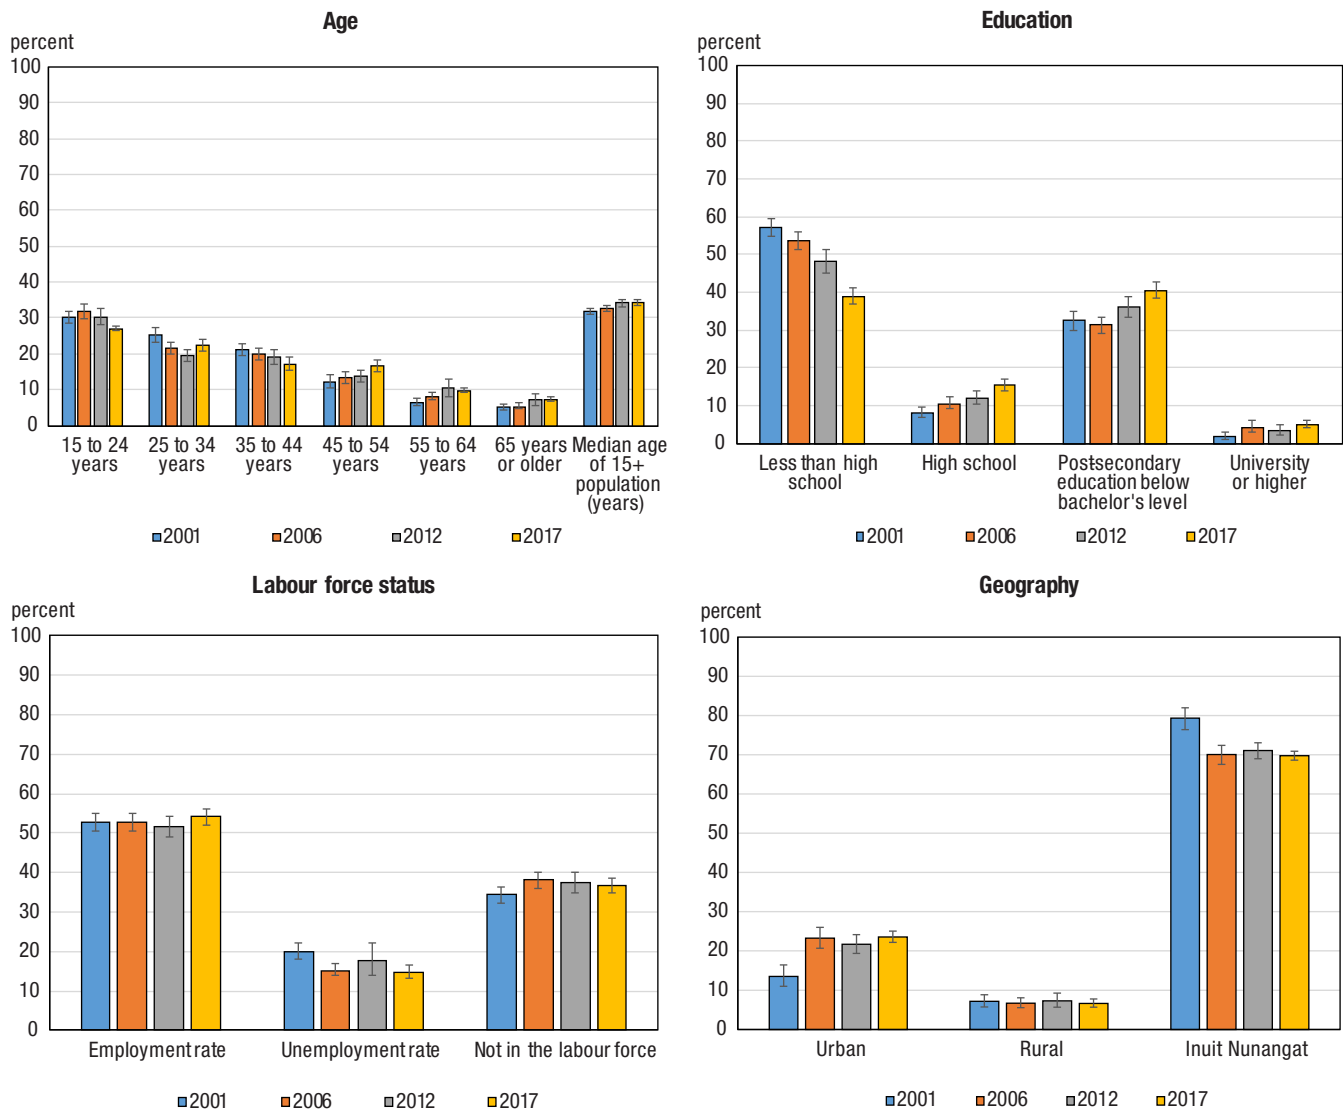 Age
percent
100
90
80
70
60
50
40
30
20
10
0
15 to 24 years
25 to 34 years
35 to 44 years
45 to 54 years
55 to 64 years
65 years or older
Median age of 15+ population (years)
2001 2006 2012 2017
Education
percent
100
90
80
70
60
50
40
30
20
10
0
Less than high school
High school
Postsecondary education below bachelor's level
University or higher
2001 2006 2012 2017
Labour force status
percent
100
90
80
70
60
50
40
30
20
10
0
Employment rate
Unemployment rate
Not in the labour force
2001 2006 2012 2017
Geography
percent
100
90
80
70
60
50
40
30
20
10
0
Urban
Rural
Inuit Nunangat
2001 2006 2012 2017